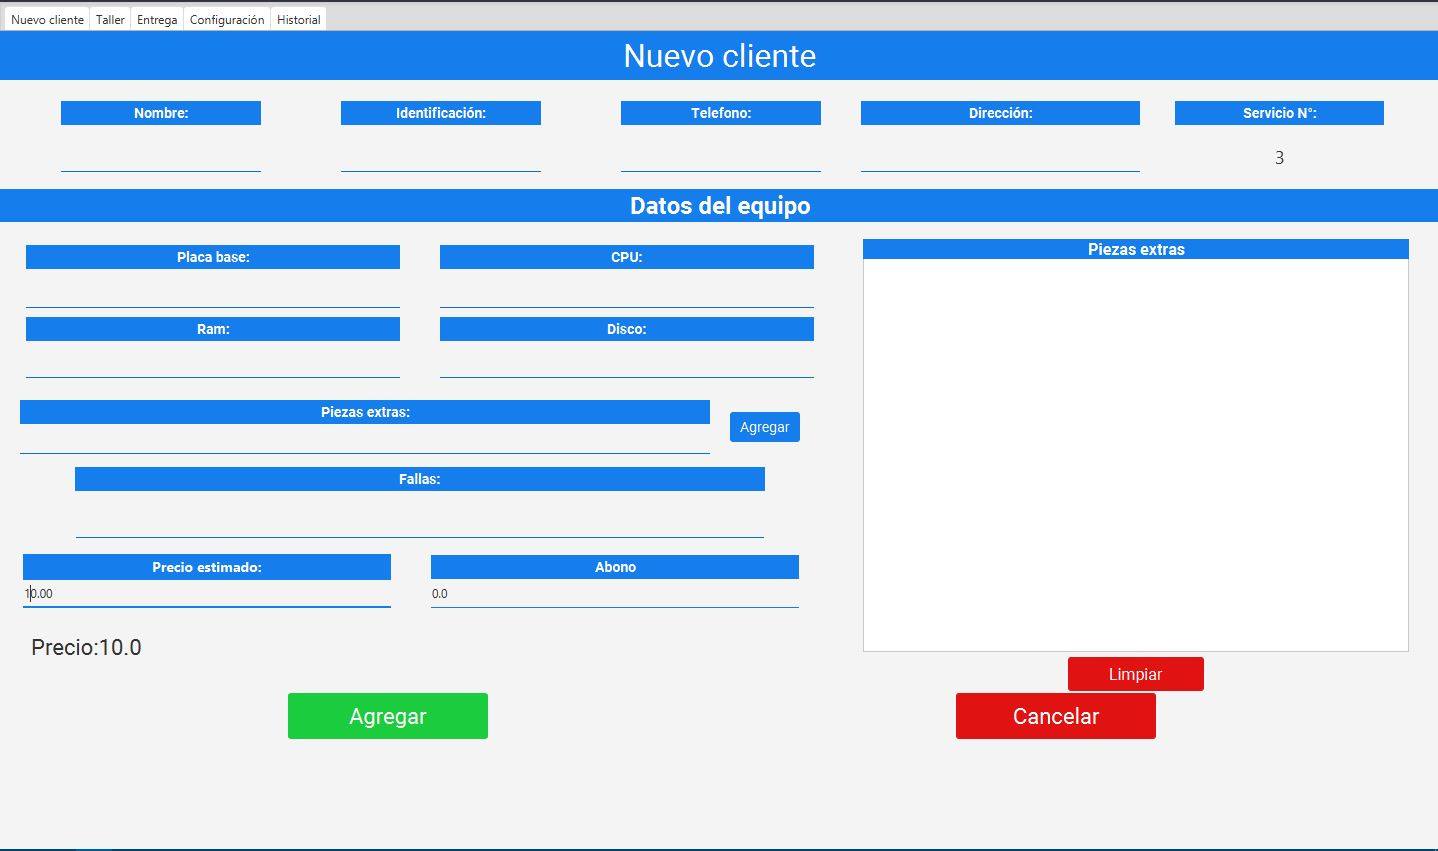 Nuevo cliente Taller Entrega Configuración Historial
Nuevo cliente
Nombre: Identificación: Telefono: Dirección: Servicio N°:
3
Datos del equipo
Placa base: CPU: Piezas extras
Ram: Disco:
Piezas extras: Agregar
Fallas:
Precio estimado: Abono
10.00 0.0
Precio:10.0
Limpiar
Agregar Cancelar